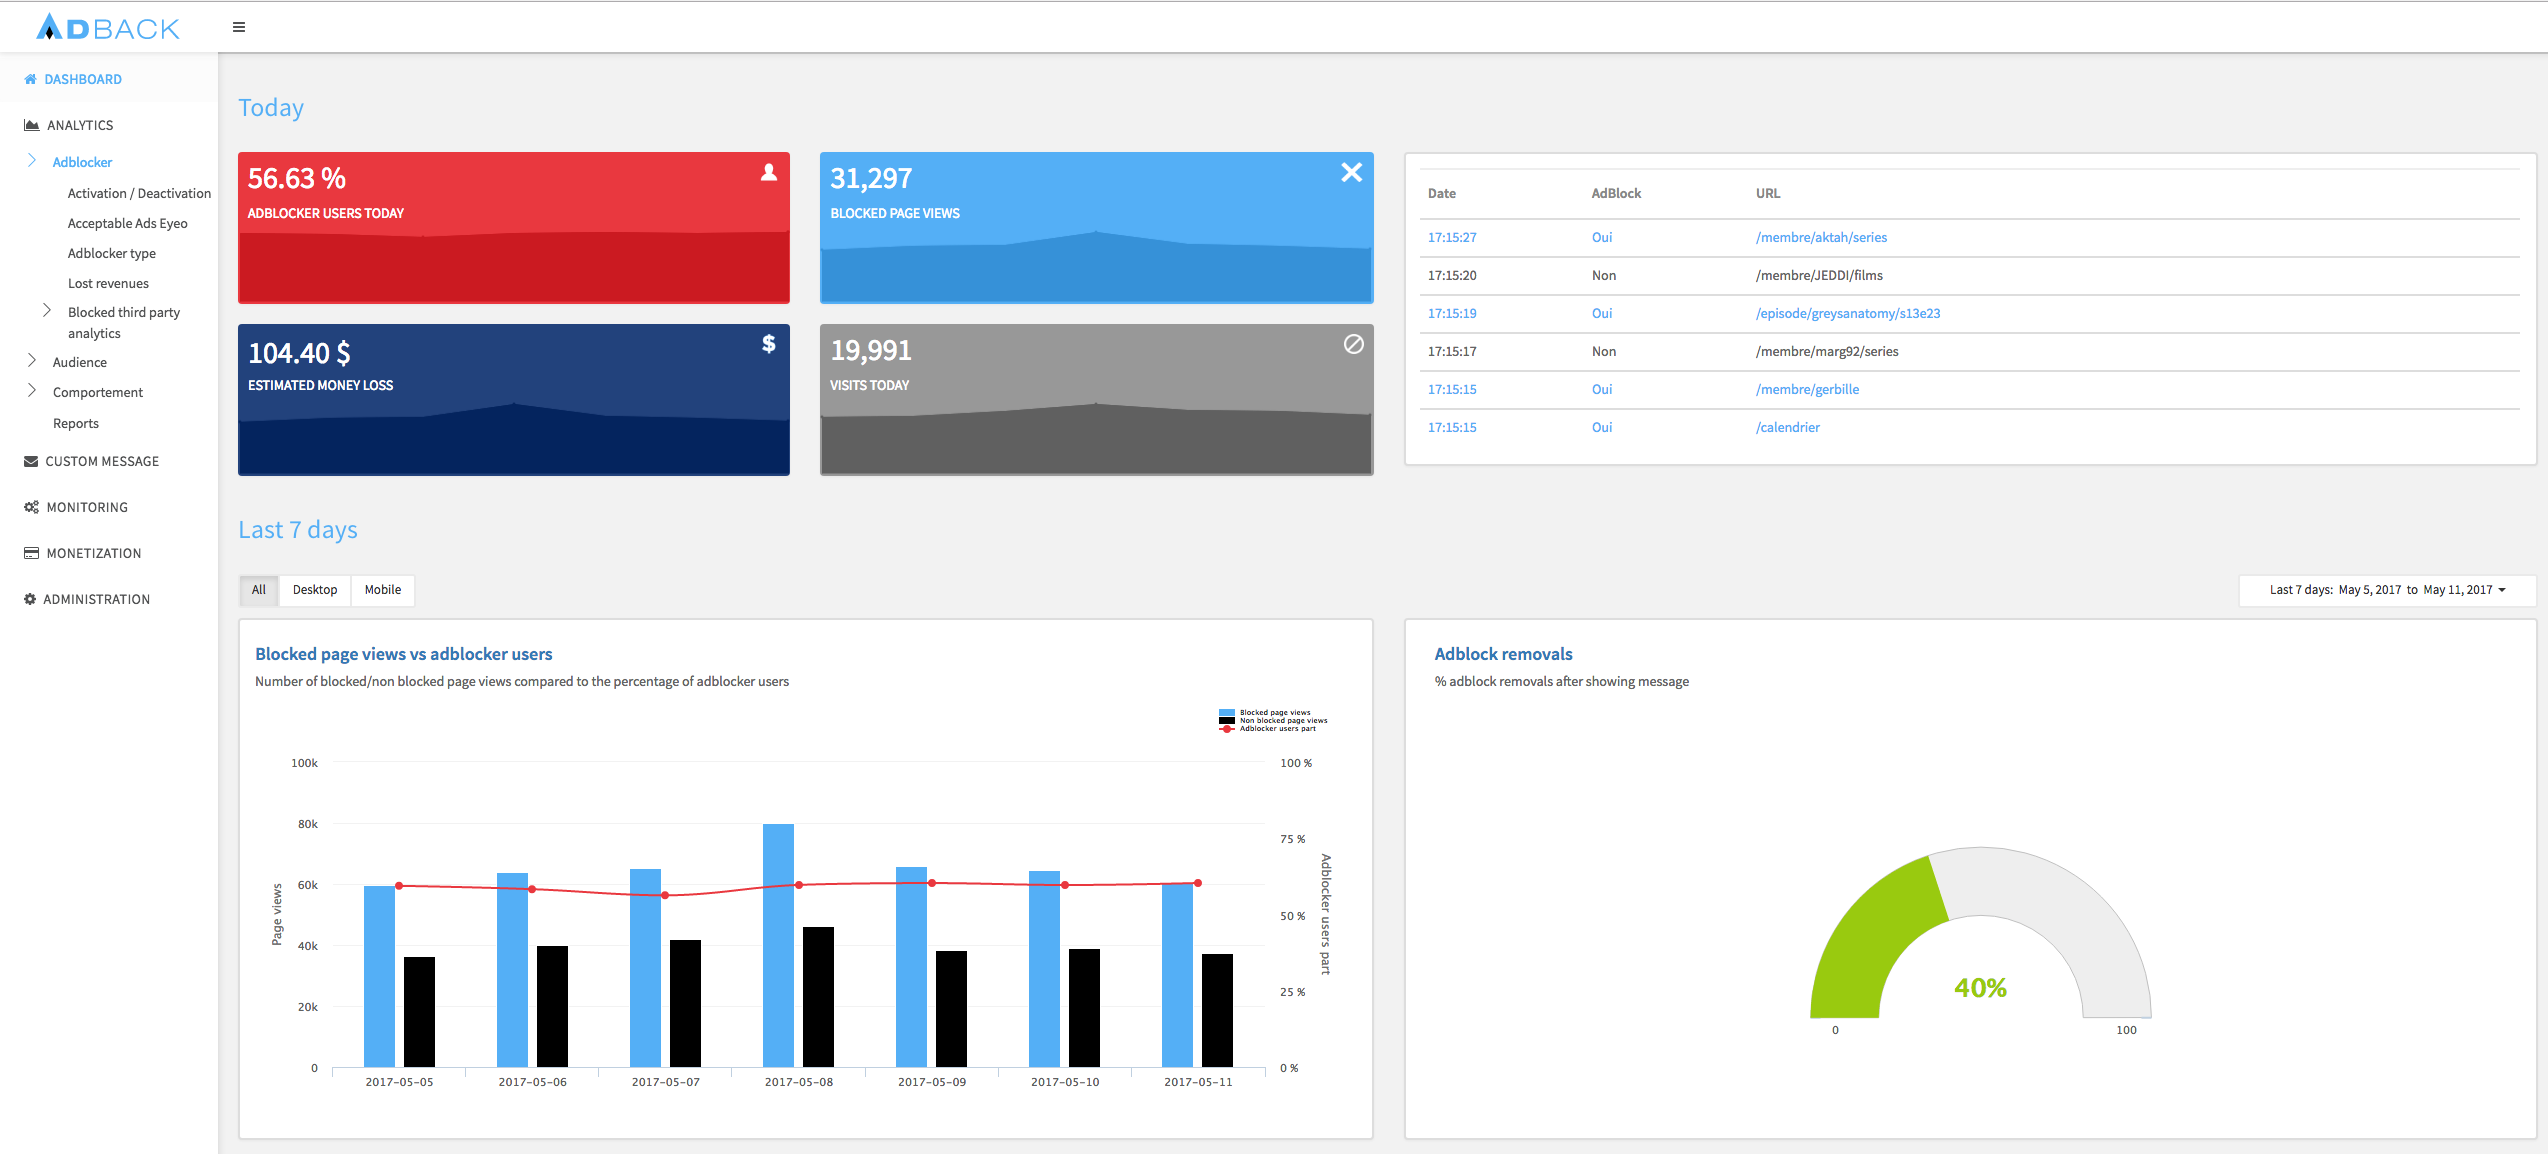 ADBACK
DASHBOARD
ANALYTICS
Adblocker
Activation / Deactivation
Acceptable Ads Eyeo
Adblocker type
Lost revenues
Blocked third party
analytics
Audience
Comportement
Reports
CUSTOM MESSAGE
MONITORING
MONETIZATION
ADMINISTRATION
Today
56.63 %
ADBLOCKER USERS TODAY
31,297
BLOCKED PAGE VIEWS
104.40 $
ESTIMATED MONEY LOSS
19,991
VISITS TODAY
Date AdBlock URL
17:15:27 Oui /membre/aktah/series
17:15:20 Non /membre/JEDDI/films
17:15:19 Oui /episode/greysanatomy/s13e23
17:15:17 Non /membre/marg92/series
17:15:15 Oui /membre/gerbille
17:15:15 Oui /calendrier
Last 7 days
All Desktop Mobile
Last 7 days: May 5, 2017 to May 11, 2017
Blocked page views vs adblocker users
Number of blocked/non blocked page views compared to the percentage of adblocker users
Blocked page views
Non blocked page views
Adblocker users part
100k
80k
60k
40k
20k
0
Page views
100 %
75 %
50 %
25 %
0 %
Adblocker users part
2017-05-05 2017-05-06 2017-05-07 2017-05-08 2017-05-09 2017-05-10 2017-05-11
Adblock removals
% adblock removals after showing message
40%
0 100